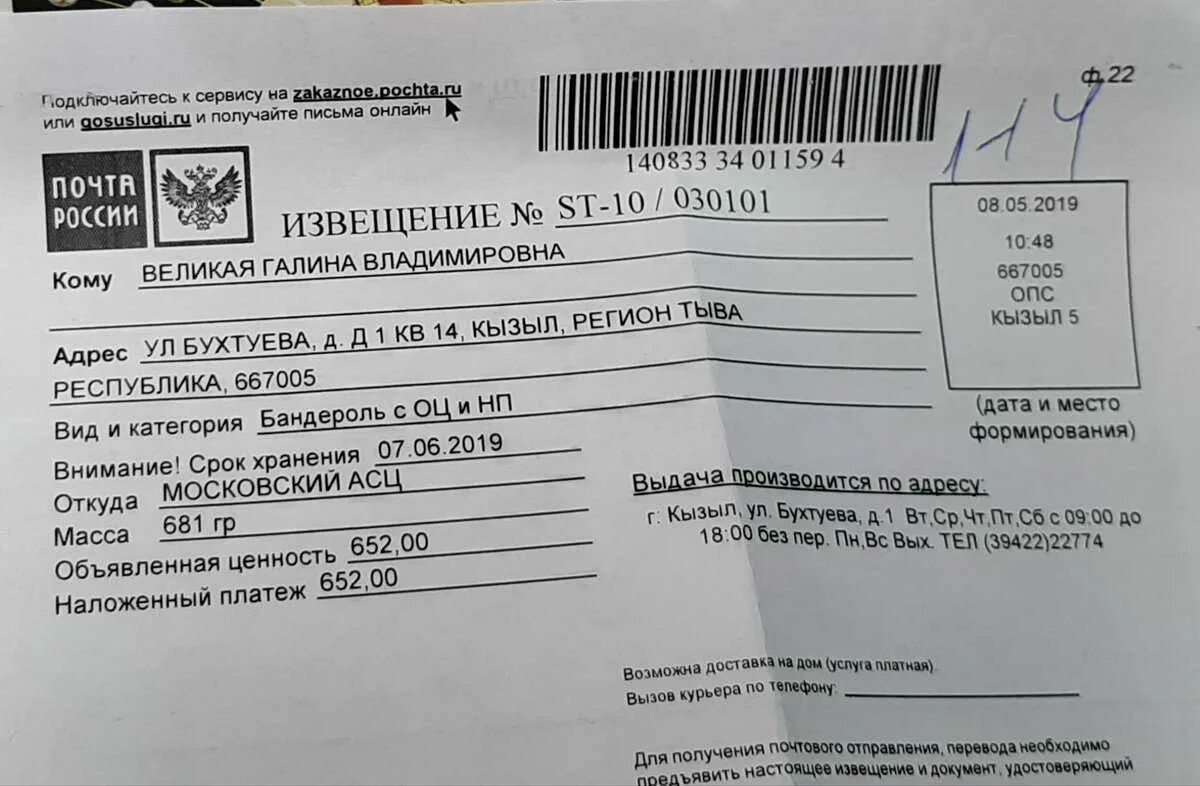 Подключайтесь к сервису на zakaznoe.pochta.ru
или gosuslugi.ru и получайте письма онлайн
ф.22
140833 34 01159 4
ПОЧТА
РОССИИ
ИЗВЕЩЕНИЕ № ST-10 / 030101
08.05.2019
10:48
667005
ОПС
КЫЗЫЛ 5
(дата и место
формирования)
Кому ВЕЛИКАЯ ГАЛИНА ВЛАДИМИРОВНА
Адрес УЛ БУХТУЕВА, д. Д 1 КВ 14, КЫЗЫЛ, РЕГИОН ТЫВА
РЕСПУБЛИКА, 667005
Вид и категория Бандероль с ОЦ и НП
Внимание! Срок хранения 07.06.2019
Откуда МОСКОВСКИЙ АСЦ
Масса 681 гр
Объявленная ценность 652,00
Наложенный платеж 652,00
Выдача производится по адресу:
г: Кызыл, ул. Бухтуева, д.1 Вт,Ср,Чт,Пт,Сб с 09:00 до
18:00 без пер. Пн,Вс Вых. ТЕЛ (39422)22774
Возможна доставка на дом (услуга платная).
Вызов курьера по телефону:
Для получения почтового отправления, перевода необходимо
предъявить настоящее извещение и документ, удостоверяющий